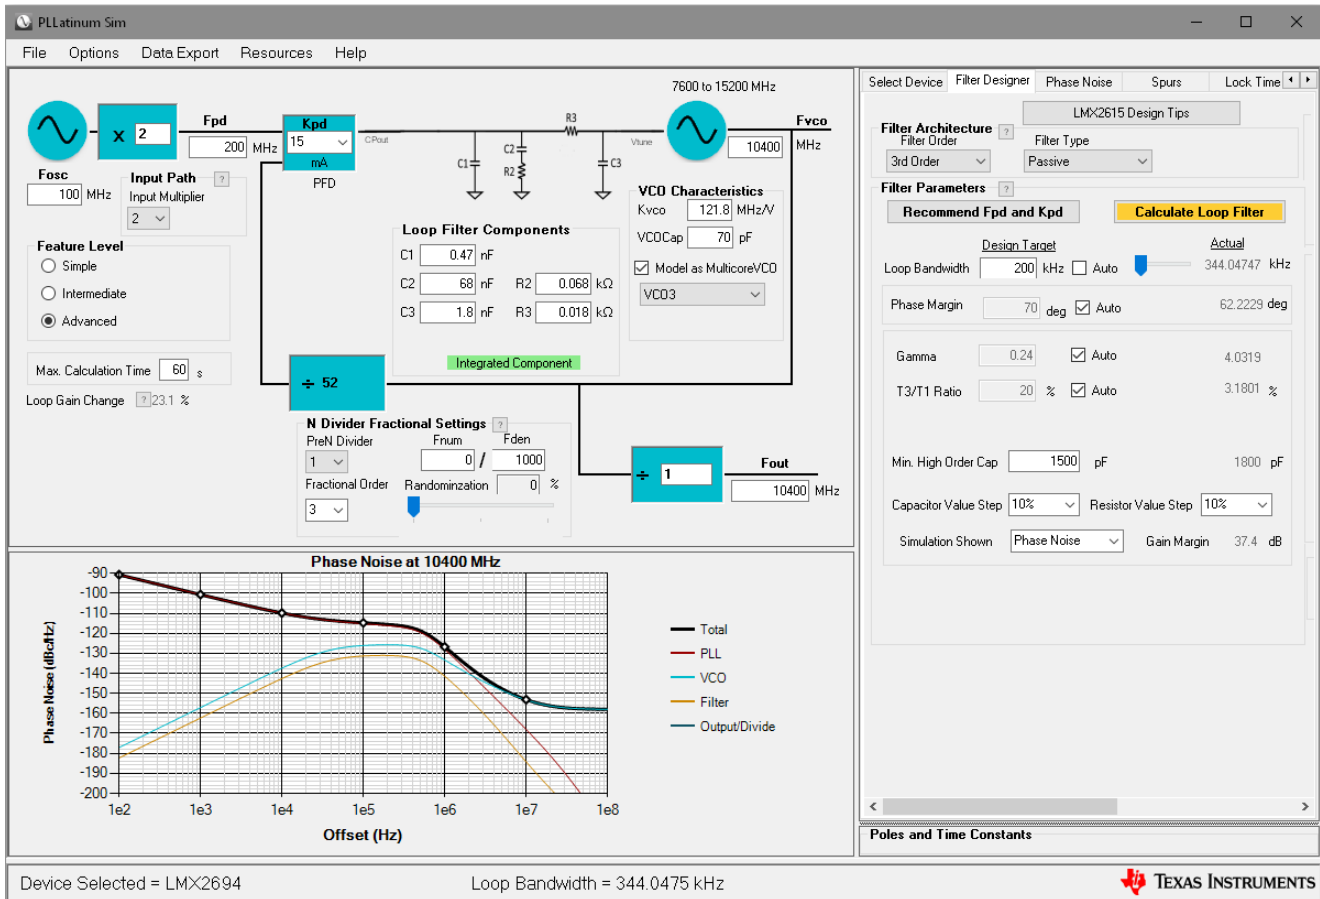 PLLatinum Sim
File Options Data Export Resources Help
7600 to 15200 MHz
x 2
Fpd
200 MHz
Kpd
15
mA
PFD
CPout
C1
C2
R2
R3
C3
Vtune
Fvco
10400 MHz
Fosc
100 MHz
Input Path ?
Input Multiplier
2
Feature Level
Simple
Intermediate
Advanced
Max. Calculation Time 60 s
Loop Gain Change ? 23.1 %
Loop Filter Components
C1 0.47 nF
C2 68 nF R2 0.068 kΩ
C3 1.8 nF R3 0.018 kΩ
Integrated Component
VCO Characteristics
Kvco 121.8 MHz/V
VCOCap 70 pF
Model as MulticoreVCO
VCO3
÷ 52
N Divider Fractional Settings ?
PreN Divider Fnum Fden
1 0 / 1000
Fractional Order Randominzation 0 %
3
÷ 1
Fout
10400 MHz
Phase Noise at 10400 MHz
Phase Noise (dBc/Hz)
-90
-100
-110
-120
-130
-140
-150
-160
-170
-180
-190
-200
1e2 1e3 1e4 1e5 1e6 1e7 1e8
Offset (Hz)
Total
PLL
VCO
Filter
Output/Divide
Select Device Filter Designer Phase Noise Spurs Lock Time
LMX2615 Design Tips
Filter Architecture ?
Filter Order Filter Type
3rd Order Passive
Filter Parameters ?
Recommend Fpd and Kpd Calculate Loop Filter
Design Target Actual
Loop Bandwidth 200 kHz Auto 344.04747 kHz
Phase Margin 70 deg Auto 62.2229 deg
Gamma 0.24 Auto 4.0319
T3/T1 Ratio 20 % Auto 3.1801 %
Min. High Order Cap 1500 pF 1800 pF
Capacitor Value Step 10% Resistor Value Step 10%
Simulation Shown Phase Noise Gain Margin 37.4 dB
Poles and Time Constants
Device Selected = LMX2694 Loop Bandwidth = 344.0475 kHz
TEXAS INSTRUMENTS